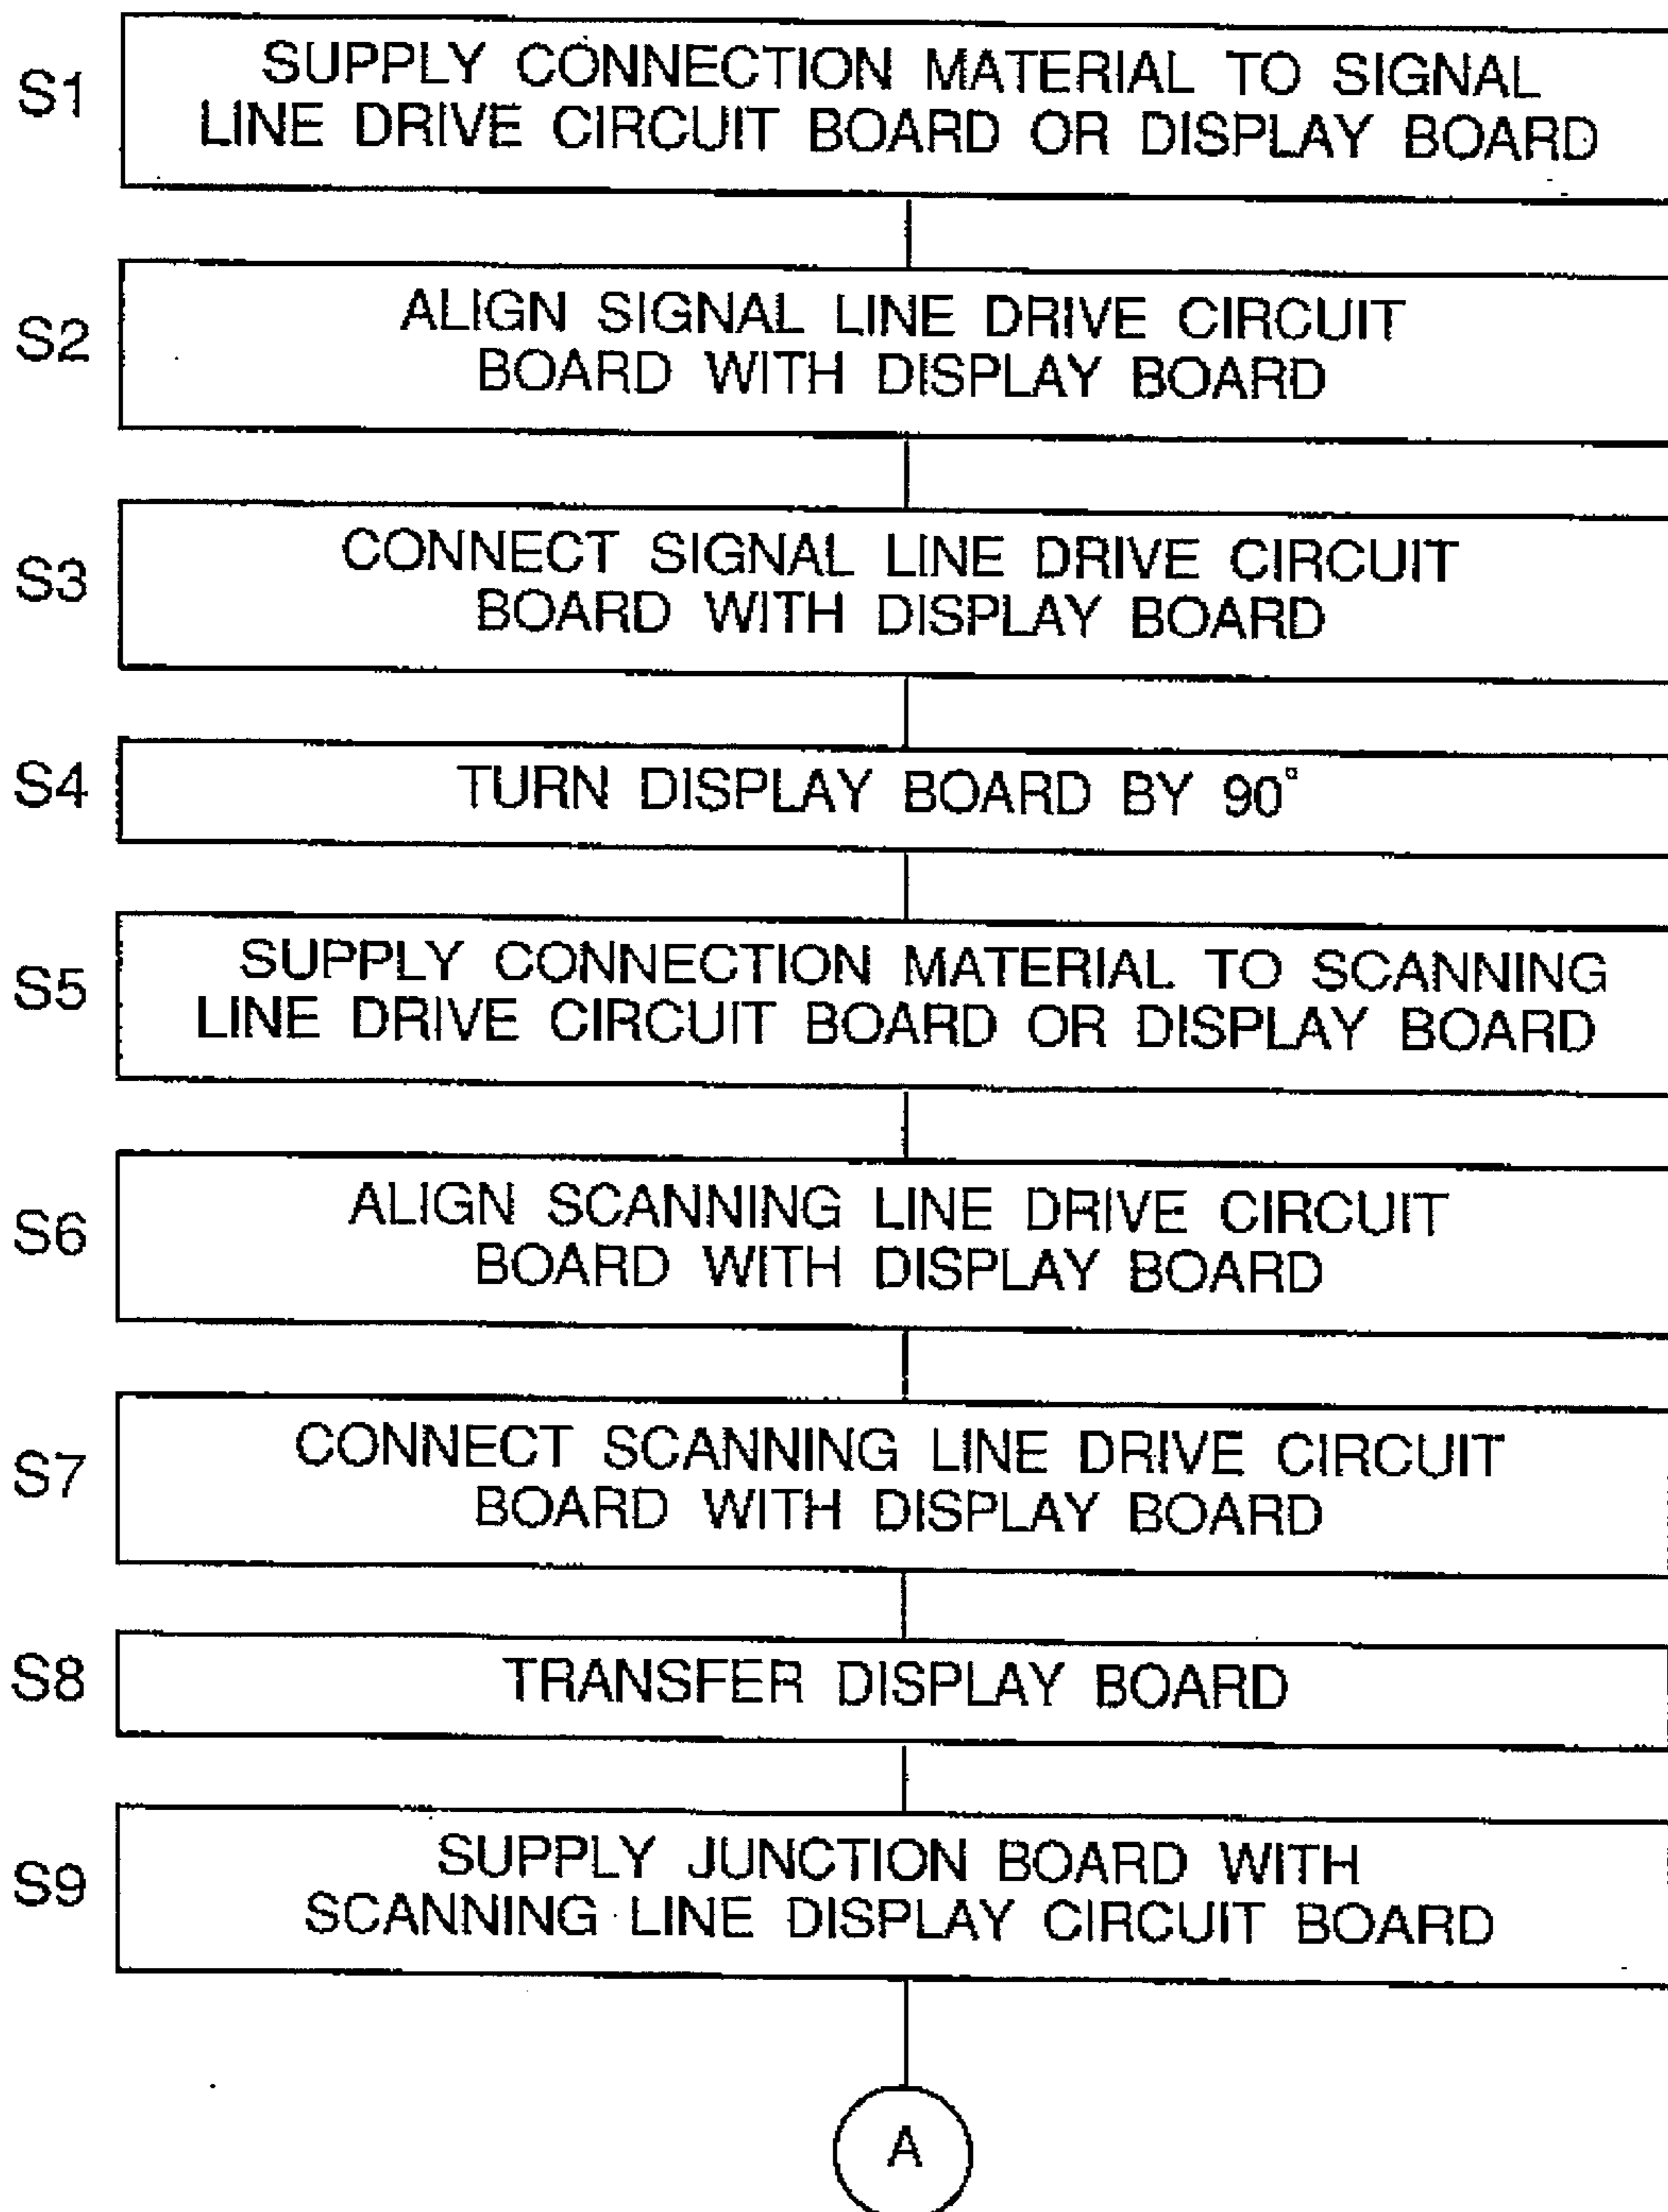 S1
SUPPLY CONNECTION MATERIAL TO SIGNAL
LINE DRIVE CIRCUIT BOARD OR DISPLAY BOARD
S2
ALIGN SIGNAL LINE DRIVE CIRCUIT
BOARD WITH DISPLAY BOARD
S3
CONNECT SIGNAL LINE DRIVE CIRCUIT
BOARD WITH DISPLAY BOARD
S4
TURN DISPLAY BOARD BY 90°
S5
SUPPLY CONNECTION MATERIAL TO SCANNING
LINE DRIVE CIRCUIT BOARD OR DISPLAY BOARD
S6
ALIGN SCANNING LINE DRIVE CIRCUIT
BOARD WITH DISPLAY BOARD
S7
CONNECT SCANNING LINE DRIVE CIRCUIT
BOARD WITH DISPLAY BOARD
S8
TRANSFER DISPLAY BOARD
S9
SUPPLY JUNCTION BOARD WITH
SCANNING LINE DISPLAY CIRCUIT BOARD
A